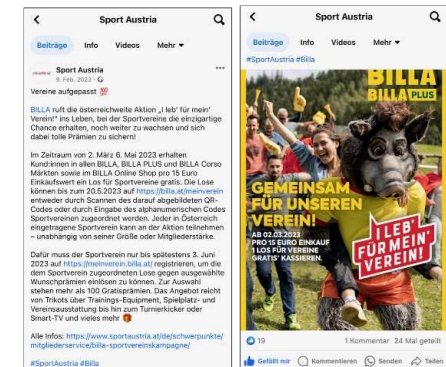 Sport Austria
Beiträge Info Videos Mehr
Sport Austria
9. Feb. 2023
Vereine aufgepasst 💯
BILLA ruft die österreichweite Aktion „I leb' für mein'
Verein!" ins Leben, bei der Sportvereine die einzigartige
Chance erhalten, noch weiter zu wachsen und sich
dabei tolle Prämien zu sichern!
Im Zeitraum von 2. März 6. Mai 2023 erhalten
Kund:innen in allen BILLA, BILLA PLUS und BILLA Corso
Märkten sowie im BILLA Online Shop pro 15 Euro
Einkaufswert ein Los für Sportvereine gratis. Die Lose
können bis zum 20.5.2023 auf https://billa.at/meinverein
entweder durch Scannen des darauf abgebildeten QR-
Codes oder durch Eingabe des alphanumerischen Codes
Sportvereinen zugeordnet werden. Jeder in Österreich
eingetragene Sportverein kann an der Aktion teilnehmen
– unabhängig von seiner Größe oder Mitgliederstärke.
Dafür muss der Sportverein nur bis spätestens 3. Juni
2023 auf https://meinverein.billa.at/ registrieren, um die
dem Sportverein zugeordneten Lose gegen ausgewählte
Wunschprämien einlösen zu können. Zur Auswahl
stehen mehr als 100 Gratisprämien. Das Angebot reicht
von Trikots über Trainings-Equipment, Spielplatz- und
Vereinsausstattung bis hin zum Turnierkicker oder
Smart-TV und vieles mehr 🎁
Alle Infos: https://www.sportaustria.at/de/schwerpunkte/
mitgliederservice/billa-sportvereinskampagne/
#SportAustria #Billa
Sport Austria
Beiträge Info Videos Mehr
#SportAustria #Billa
BILLA
BILLA PLUS
GEMEINSAM
FÜR UNSEREN
VEREIN!
AB 02.03.2023
PRO 15 EURO EINKAUF
1 LOS FÜR VEREINE
GRATIS* KASSIEREN.
I LEB'
FÜR MEIN'
VEREIN!
19 1 Kommentar 24 Mal geteilt
Gefällt mir Kommentieren Senden Teilen